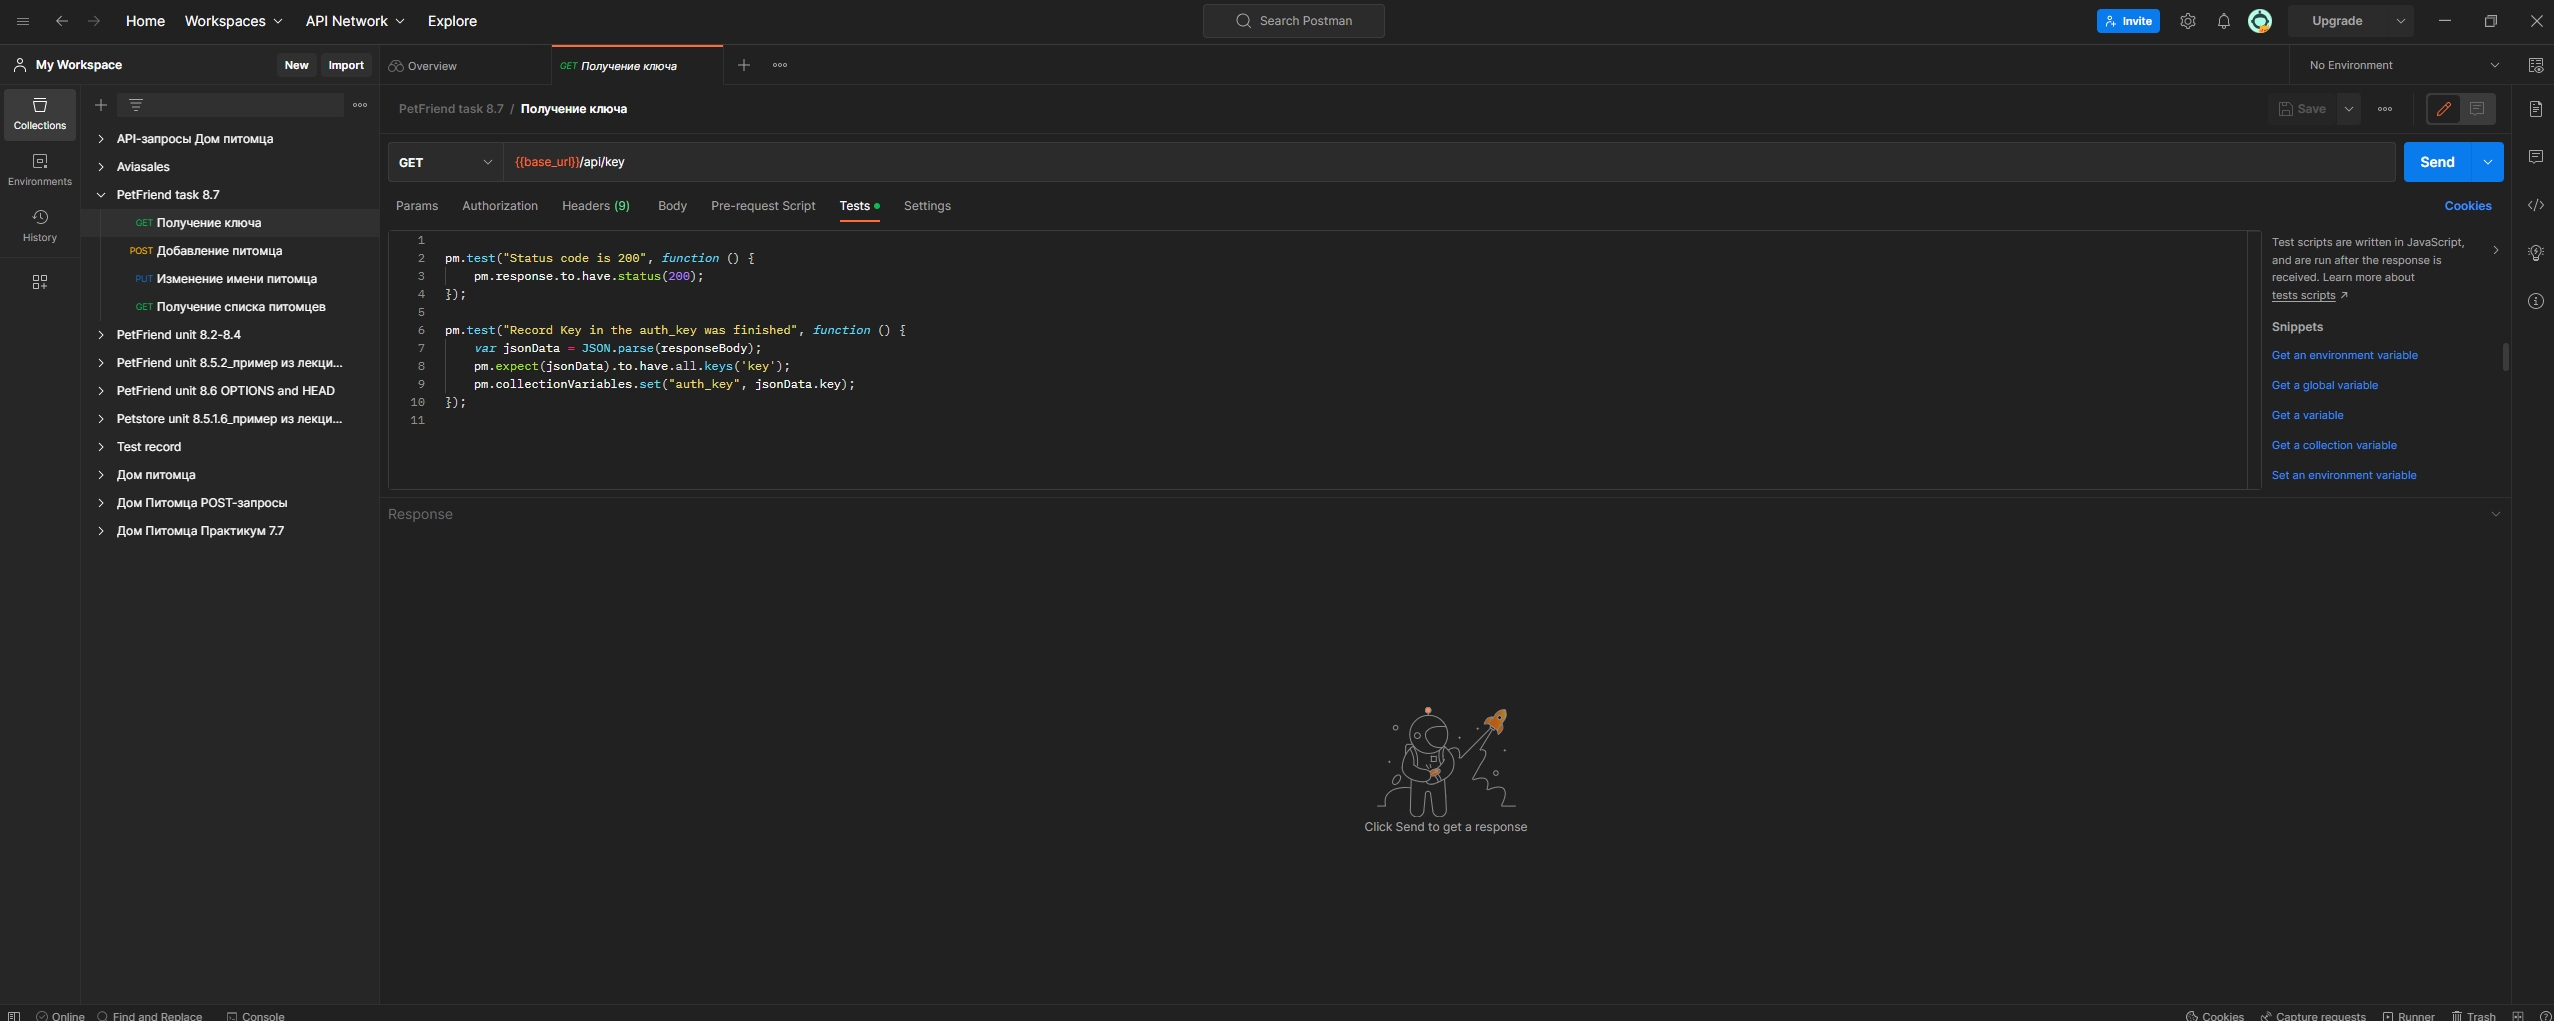 Home Workspaces API Network Explore Search Postman Invite Upgrade
My Workspace New Import Overview GET Получение ключа No Environment
Collections
Environments
History
API-запросы Дом питомца
Aviasales
PetFriend task 8.7
GET Получение ключа
POST Добавление питомца
PUT Изменение имени питомца
GET Получение списка питомцев
PetFriend unit 8.2-8.4
PetFriend unit 8.5.2_пример из лекци...
PetFriend unit 8.6 OPTIONS and HEAD
Petstore unit 8.5.1.6_пример из лекци...
Test record
Дом питомца
Дом Питомца POST-запросы
Дом Питомца Практикум 7.7
PetFriend task 8.7 / Получение ключа Save
GET {{base_url}}/api/key Send
Params Authorization Headers (9) Body Pre-request Script Tests Settings Cookies
1
2 pm.test("Status code is 200", function () {
3 pm.response.to.have.status(200);
4 });
5
6 pm.test("Record Key in the auth_key was finished", function () {
7 var jsonData = JSON.parse(responseBody);
8 pm.expect(jsonData).to.have.all.keys('key');
9 pm.collectionVariables.set("auth_key", jsonData.key);
10 });
11
Test scripts are written in JavaScript,
and are run after the response is
received. Learn more about
tests scripts
Snippets
Get an environment variable
Get a global variable
Get a variable
Get a collection variable
Set an environment variable
Response
Click Send to get a response
Online Find and Replace Console Cookies Capture requests Runner Trash